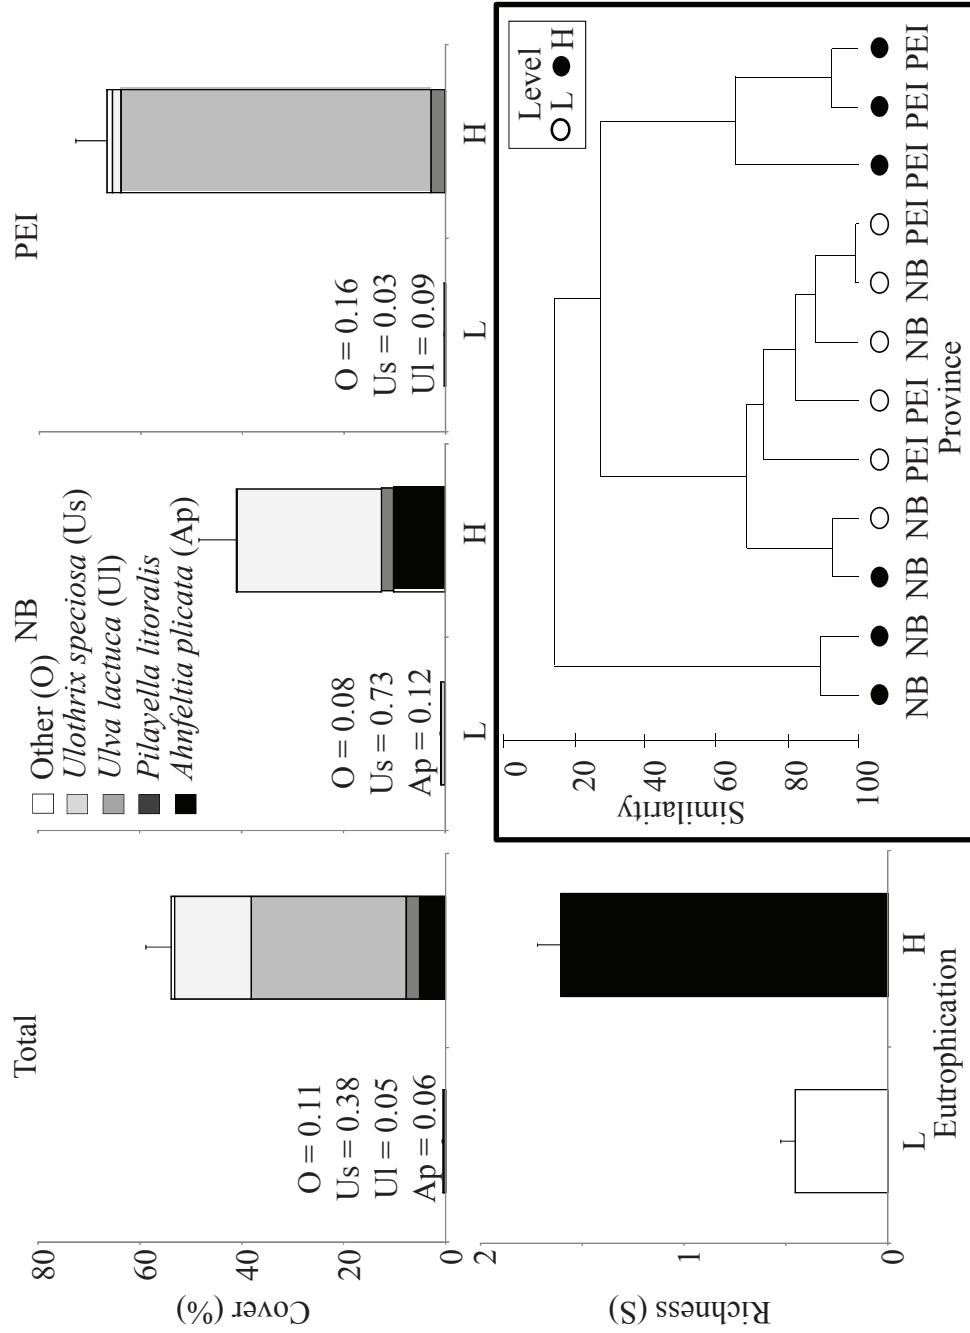 Total
NB
PEI
Other (O)
Ulothrix speciosa (Us)
Ulva lactuca (Ul)
Pilayella litoralis
Ahnfeltia plicata (Ap)
Cover (%)
80
60
40
20
0
O = 0.11
Us = 0.38
Ul = 0.05
Ap = 0.06
O = 0.08
Us = 0.73
Ap = 0.12
O = 0.16
Us = 0.03
Ul = 0.09
L H L H
Richness (S)
2
1
0
L H
Eutrophication
Level
L H
Similarity
0
20
40
60
80
100
NB NB NB NB PEI PEI NB NB PEI PEI PEI PEI
Province